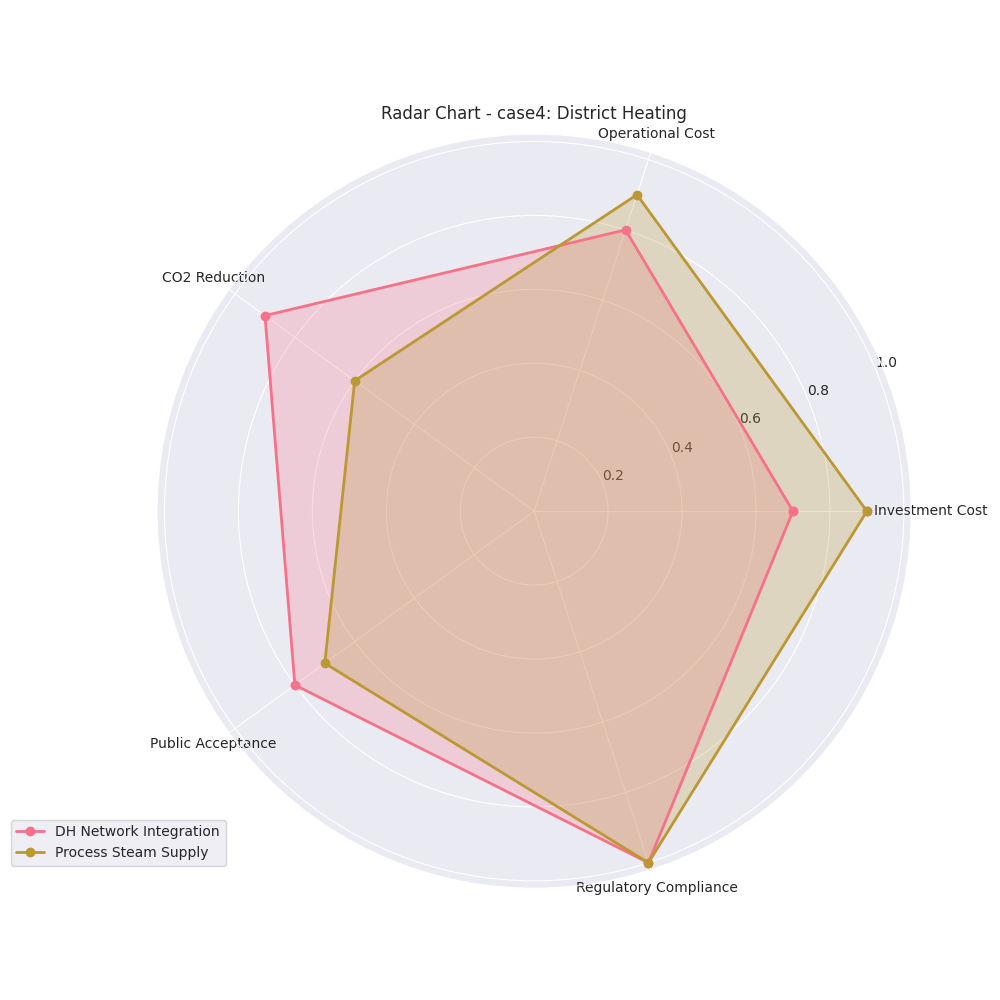 Radar Chart - case4: District Heating
Operational Cost
CO2 Reduction
1.0
0.8
0.6
0.4
0.2
Investment Cost
Public Acceptance
Regulatory Compliance
DH Network Integration
Process Steam Supply